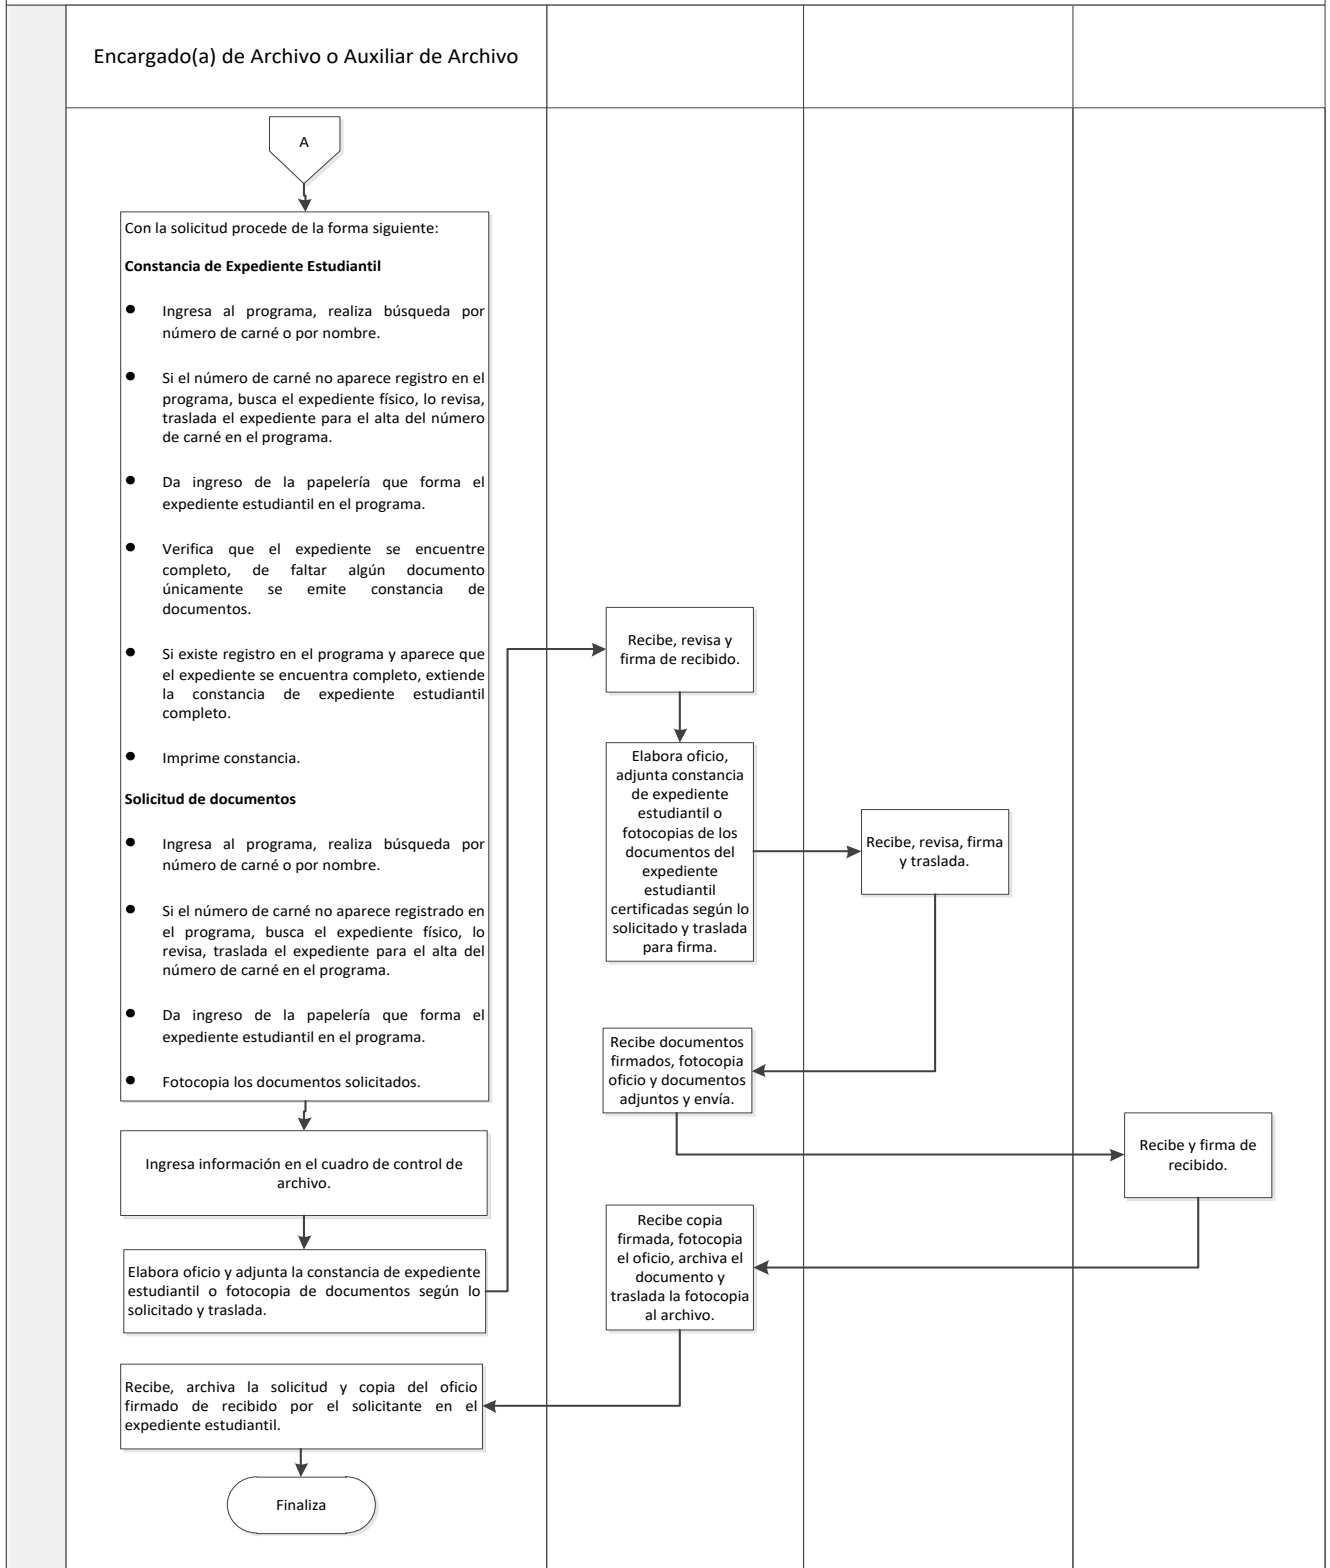 Encargado(a) de Archivo o Auxiliar de Archivo
A
Con la solicitud procede de la forma siguiente:
Constancia de Expediente Estudiantil
● Ingresa al programa, realiza búsqueda por
número de carné o por nombre.
● Si el número de carné no aparece registro en el
programa, busca el expediente físico, lo revisa,
traslada el expediente para el alta del número
de carné en el programa.
● Da ingreso de la papelería que forma el
expediente estudiantil en el programa.
● Verifica que el expediente se encuentre
completo, de faltar algún documento
únicamente se emite constancia de
documentos.
● Si existe registro en el programa y aparece que
el expediente se encuentra completo, extiende
la constancia de expediente estudiantil
completo.
● Imprime constancia.
Solicitud de documentos
● Ingresa al programa, realiza búsqueda por
número de carné o por nombre.
● Si el número de carné no aparece registrado en
el programa, busca el expediente físico, lo
revisa, traslada el expediente para el alta del
número de carné en el programa.
● Da ingreso de la papelería que forma el
expediente estudiantil en el programa.
● Fotocopia los documentos solicitados.
Ingresa información en el cuadro de control de
archivo.
Elabora oficio y adjunta la constancia de expediente
estudiantil o fotocopia de documentos según lo
solicitado y traslada.
Recibe, revisa y
firma de recibido.
Elabora oficio,
adjunta constancia
de expediente
estudiantil o
fotocopias de los
documentos del
expediente
estudiantil
certificadas según lo
solicitado y traslada
para firma.
Recibe, revisa, firma
y traslada.
Recibe documentos
firmados, fotocopia
oficio y documentos
adjuntos y envía.
Recibe y firma de
recibido.
Recibe copia
firmada, fotocopia
el oficio, archiva el
documento y
traslada la fotocopia
al archivo.
Recibe, archiva la solicitud y copia del oficio
firmado de recibido por el solicitante en el
expediente estudiantil.
Finaliza